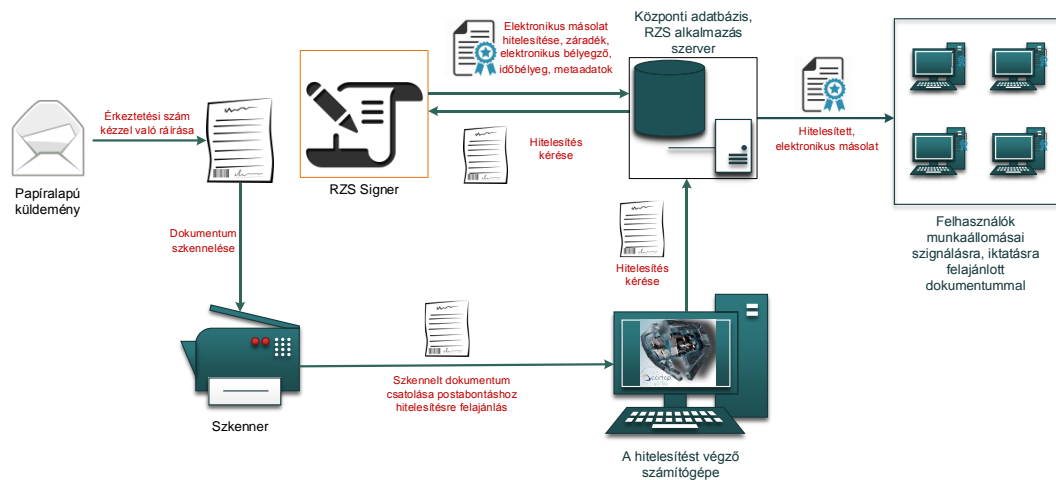 Elektronikus másolat
hitelesítése, záradék,
elektronikus bélyegző,
időbélyeg, metaadatok
Központi adatbázis,
RZS alkalmazás
szerver
Érkeztetési szám
kézzel való ráírása
Hitelesítés
kérése
Hitelesített,
elektronikus másolat
Papíralapú
küldemény
RZS Signer
Felhasználók
munkaállomásai
szignálásra, iktatásra
felajánlott
dokumentummal
Dokumentum
szkennelése
Hitelesítés
kérése
Szkennelt dokumentum
csatolása postabontáshoz
hitelesítésre felajánlás
Szkenner
A hitelesítést végző
számítógépe